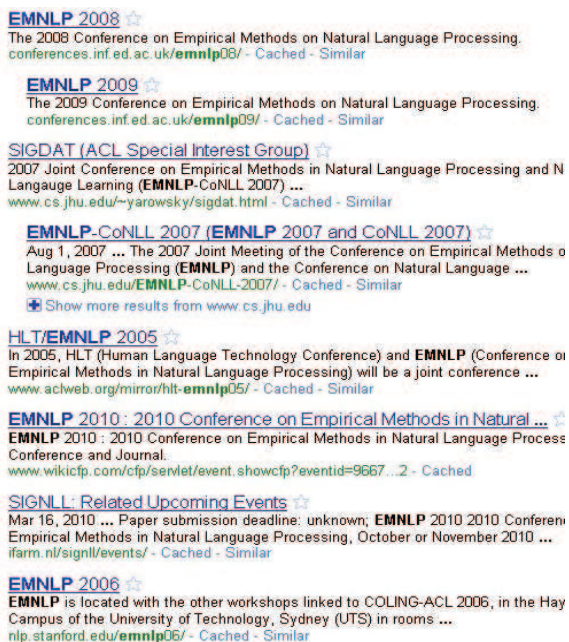 EMNLP 2008
The 2008 Conference on Empirical Methods on Natural Language Processing.
conferences.inf.ed.ac.uk/emnlp08/ - Cached - Similar
EMNLP 2009
The 2009 Conference on Empirical Methods on Natural Language Processing.
conferences.inf.ed.ac.uk/emnlp09/ - Cached - Similar
SIGDAT (ACL Special Interest Group)
2007 Joint Conference on Empirical Methods in Natural Language Processing and N
Langauge Learning (EMNLP-CoNLL 2007) ...
www.cs.jhu.edu/~yarowsky/sigdat.html - Cached - Similar
EMNLP-CoNLL 2007 (EMNLP 2007 and CoNLL 2007)
Aug 1, 2007 ... The 2007 Joint Meeting of the Conference on Empirical Methods o
Language Processing (EMNLP) and the Conference on Natural Language ...
www.cs.jhu.edu/EMNLP-CoNLL-2007/ - Cached - Similar
Show more results from www.cs.jhu.edu
HLT/EMNLP 2005
In 2005, HLT (Human Language Technology Conference) and EMNLP (Conference on
Empirical Methods in Natural Language Processing) will be a joint conference ...
www.aclweb.org/mirror/hlt-emnlp05/ - Cached - Similar
EMNLP 2010 : 2010 Conference on Empirical Methods in Natural ...
EMNLP 2010 : 2010 Conference on Empirical Methods in Natural Language Process
Conference and Journal.
www.wikicfp.com/cfp/servlet/event.showcfp?eventid=9667...2 - Cached
SIGNLL: Related Upcoming Events
Mar 16, 2010 ... Paper submission deadline: unknown; EMNLP 2010 2010 Conferenc
Empirical Methods in Natural Language Processing, October or November 2010 ...
ifarm.nl/signll/events/ - Cached - Similar
EMNLP 2006
EMNLP is located with the other workshops linked to COLING-ACL 2006, in the Hay
Campus of the University of Technology, Sydney (UTS) in rooms ...
nlp.stanford.edu/emnlp06/ - Cached - Similar